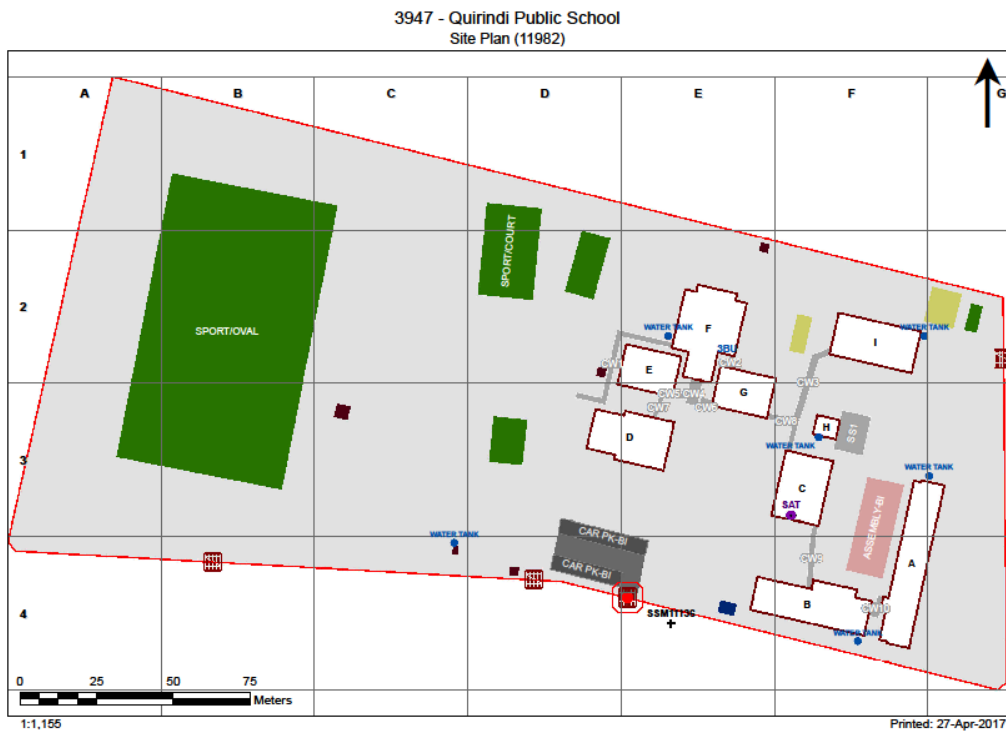 3947 - Quirindi Public School
Site Plan (11982)
A B C D E F G
1
SPORT/COURT
2
SPORT/OVAL
WATER TANK
F
WATER TANK
3BU
I
CW1
E
CW2
CW3
G
CW5
CW4
CW7
CW6
CW8
D
H
SS1
WATER TANK
3
WATER TANK
C
SAT
ASSEMBLY-BI
WATER TANK
CAR PK-BI
CW9
A
CAR PK-BI
B
CW10
4
SSM11136
WATER TANK
0 25 50 75
Meters
1:1,155
Printed: 27-Apr-2017